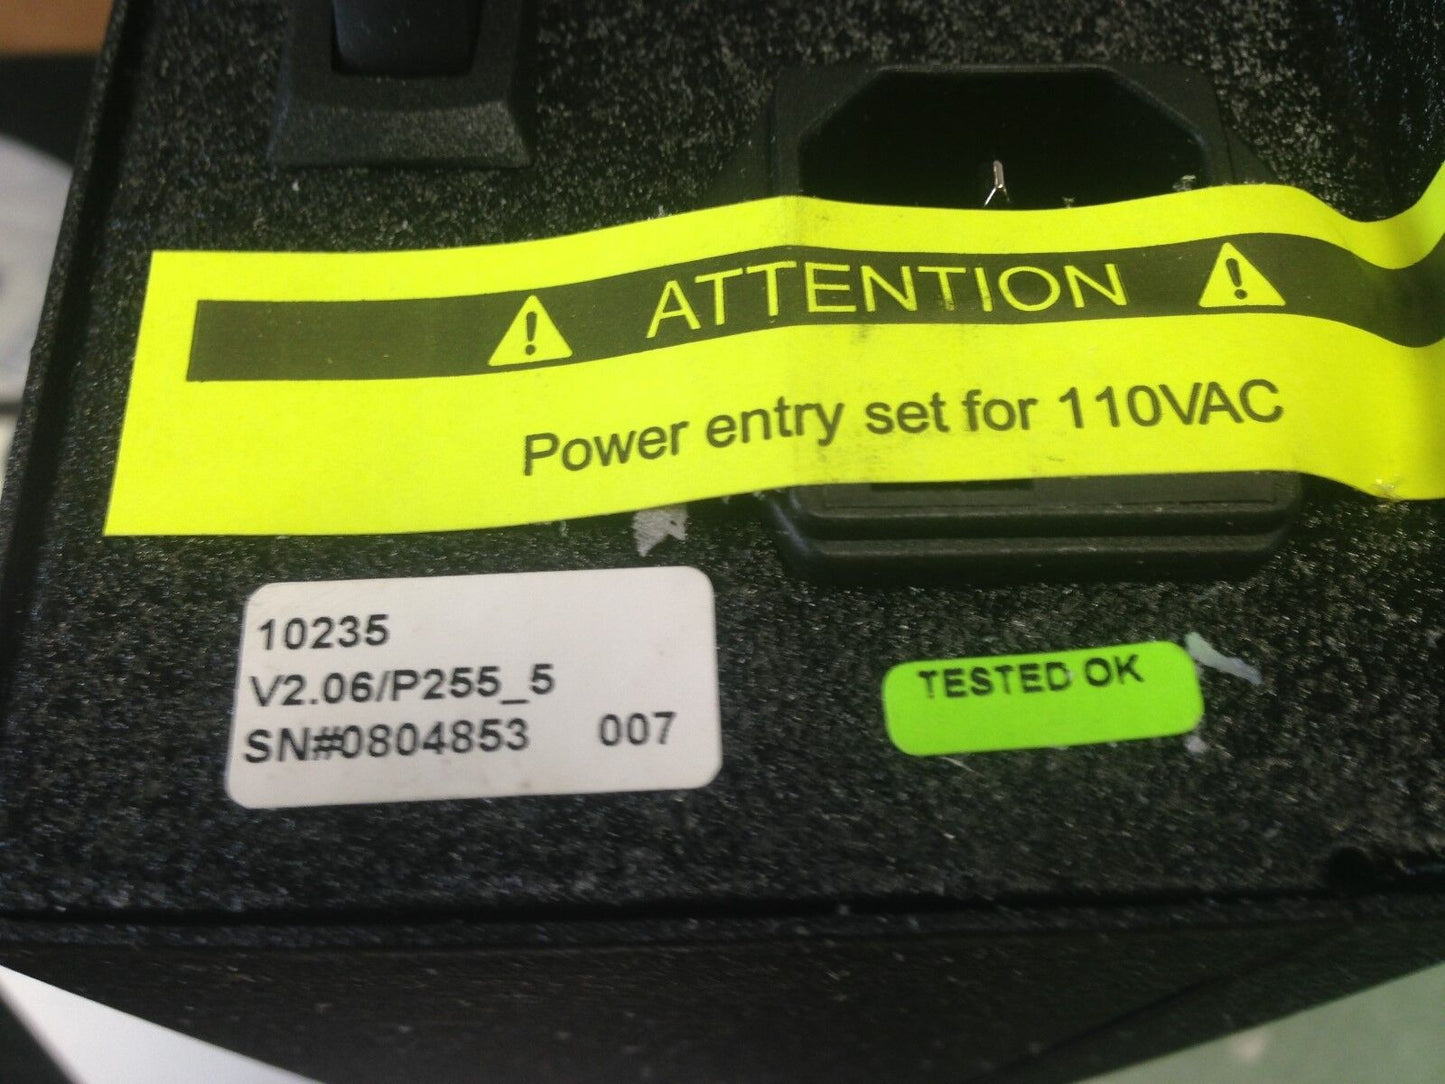 ATTENTION
Power entry set for 110VAC
10235
V2.06/P255_5
SN#0804853 007
TESTED OK